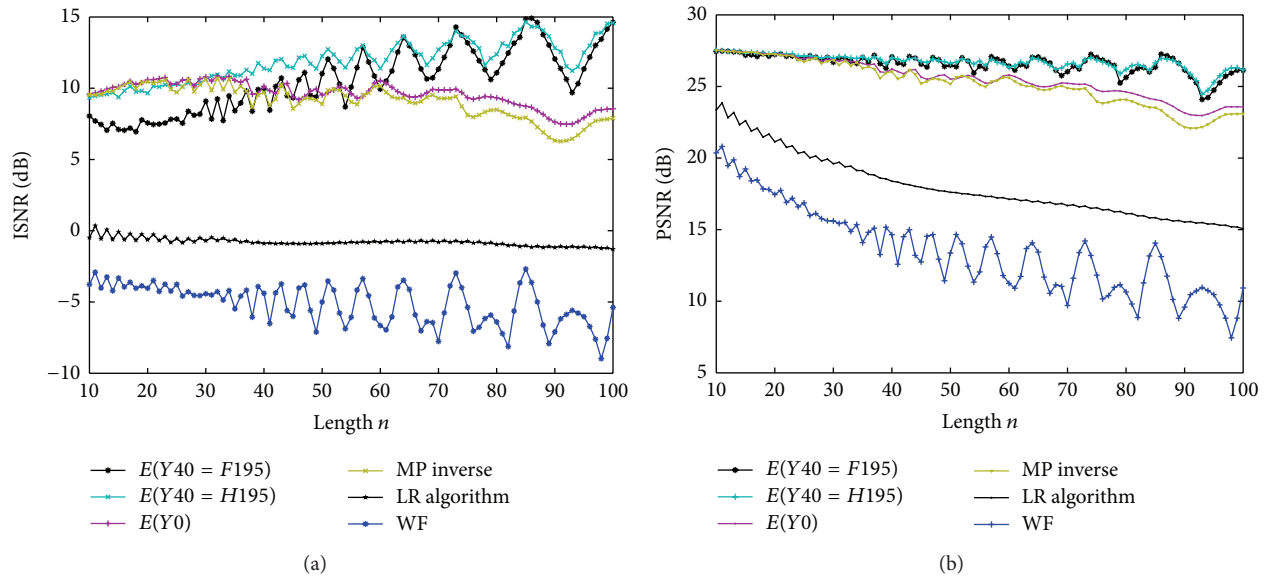 15
10
5
0
−5
−10
ISNR (dB)
10 20 30 40 50 60 70 80 90 100
Length n
E(Y40 = F195)
E(Y40 = H195)
E(Y0)
MP inverse
LR algorithm
WF
(a)
30
25
20
15
10
5
PSNR (dB)
10 20 30 40 50 60 70 80 90 100
Length n
E(Y40 = F195)
E(Y40 = H195)
E(Y0)
MP inverse
LR algorithm
WF
(b)